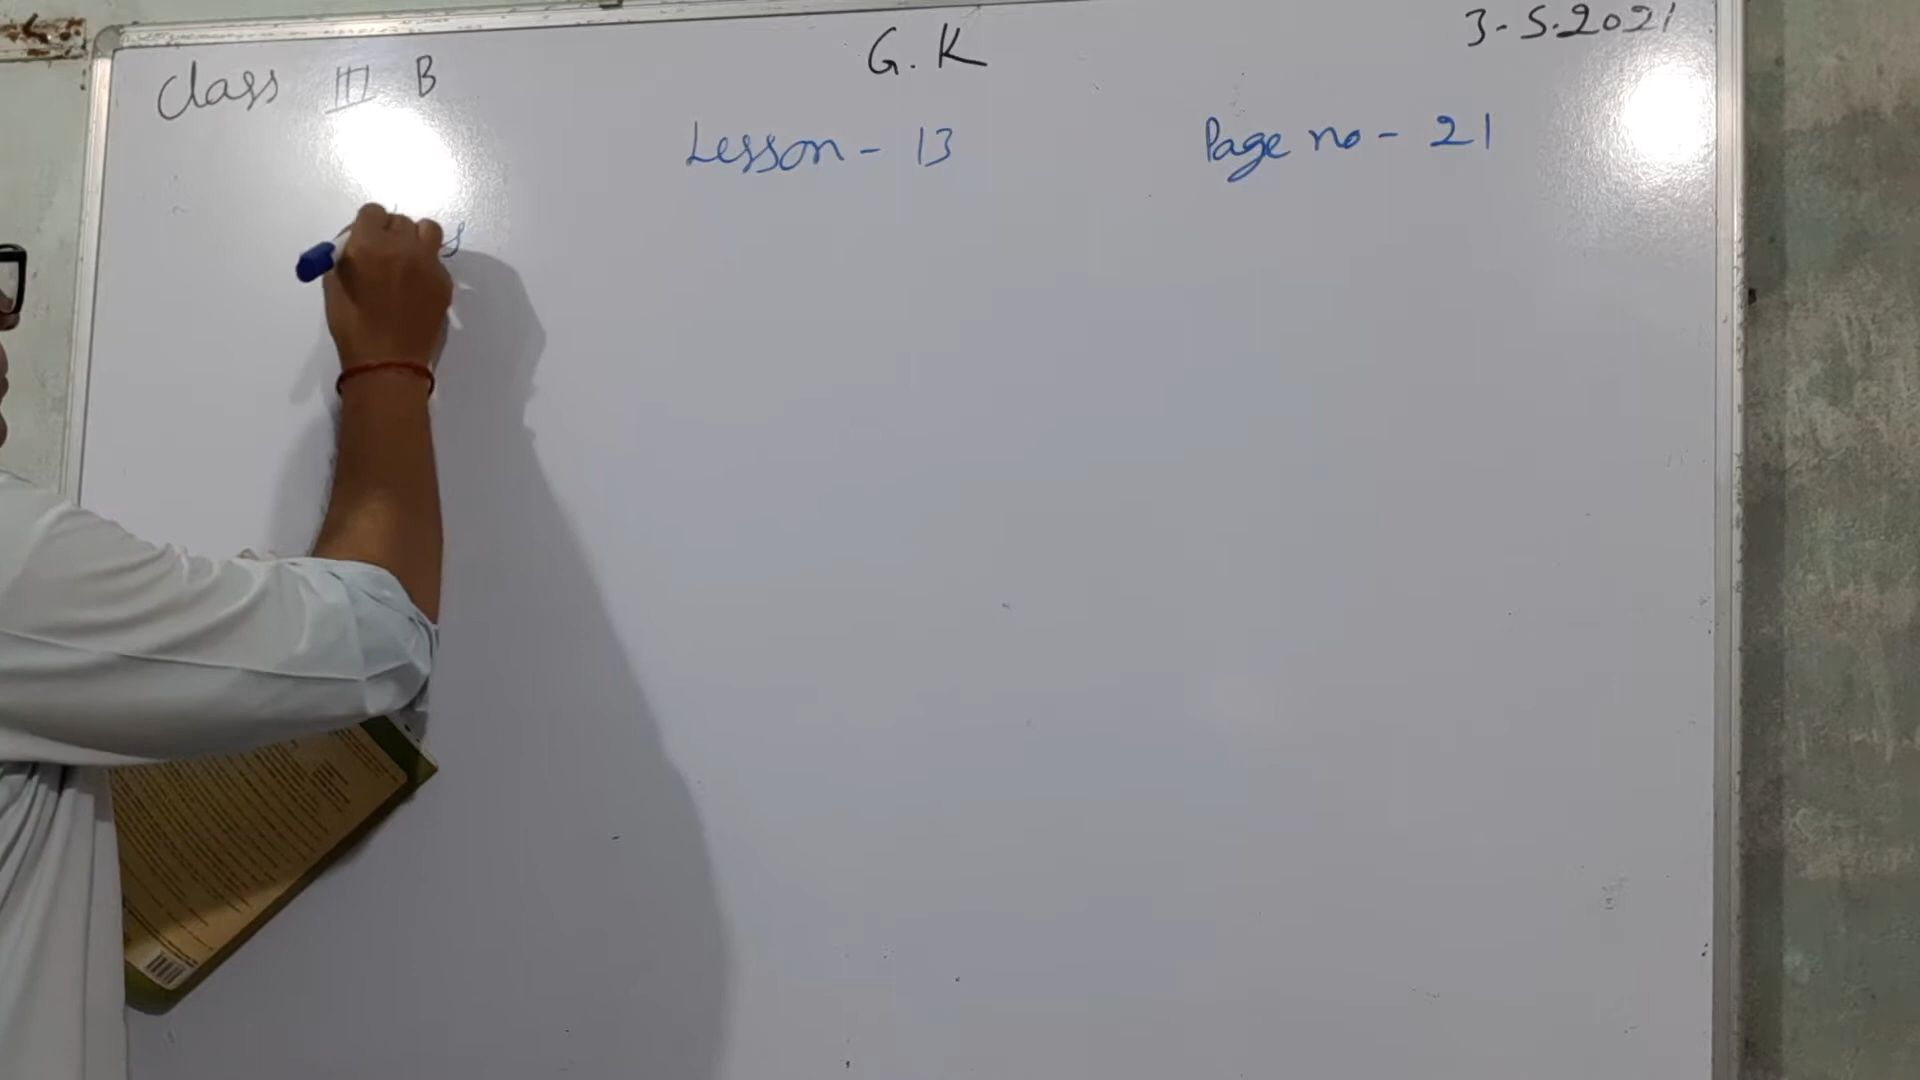 Class III B
G. K
3-5.2021
Lesson - 13
Page no - 21